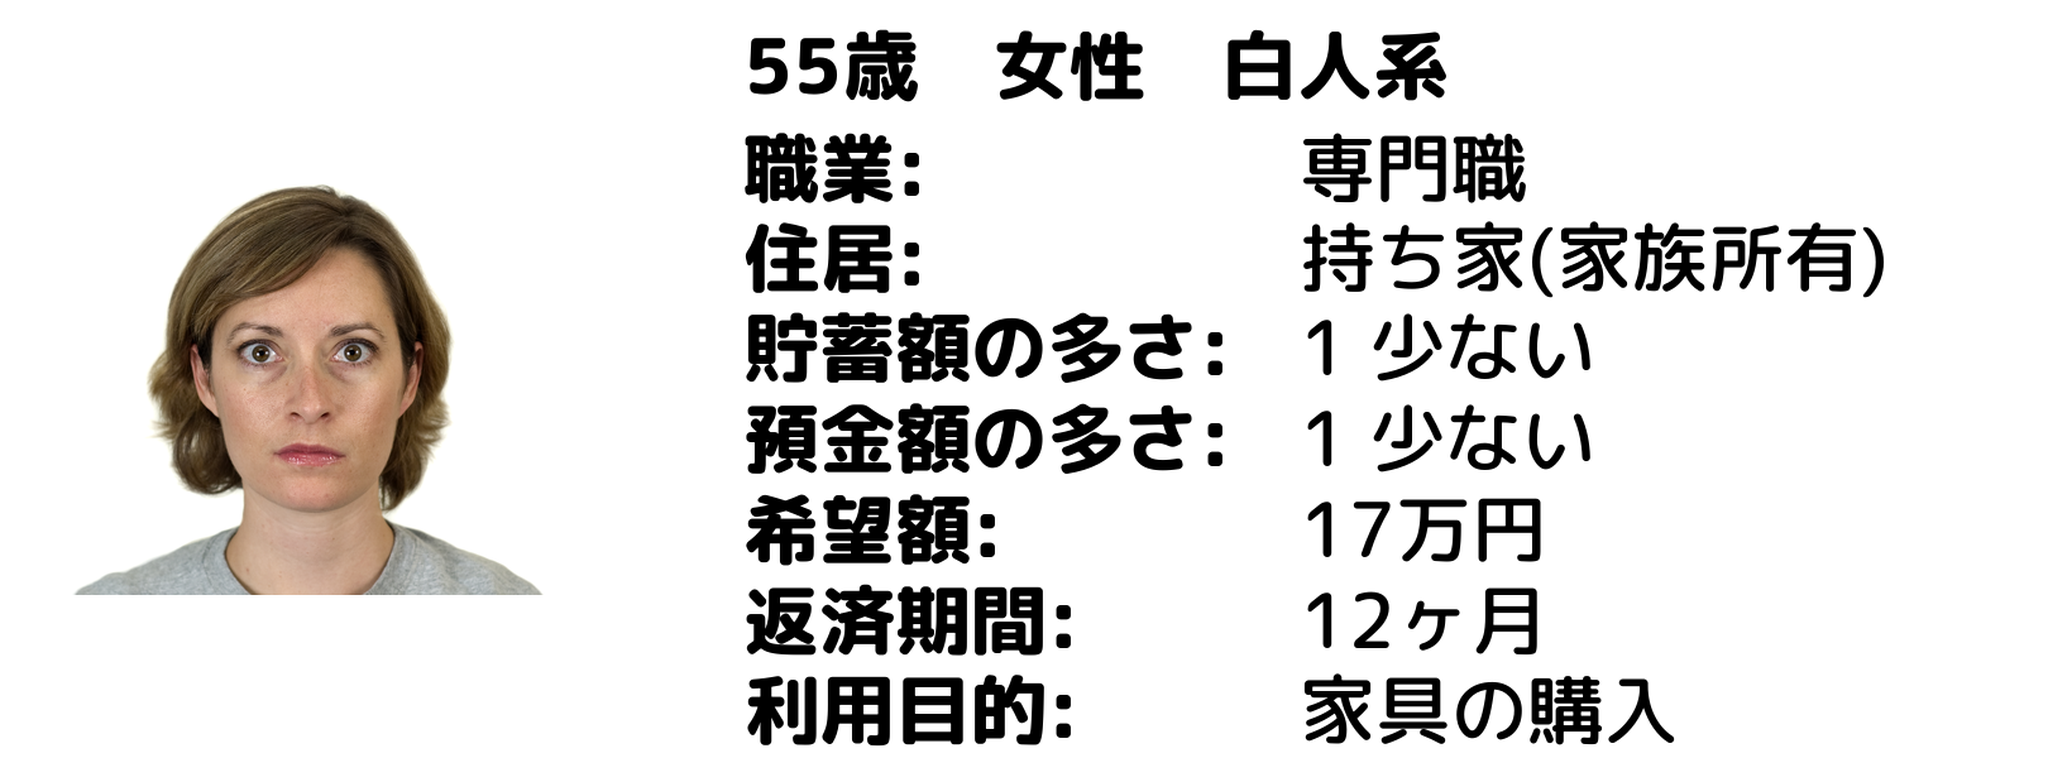 55歳　女性　白人系
職業: 専門職
住居: 持ち家(家族所有)
貯蓄額の多さ: 1 少ない
預金額の多さ: 1 少ない
希望額: 17万円
返済期間: 12ヶ月
利用目的: 家具の購入